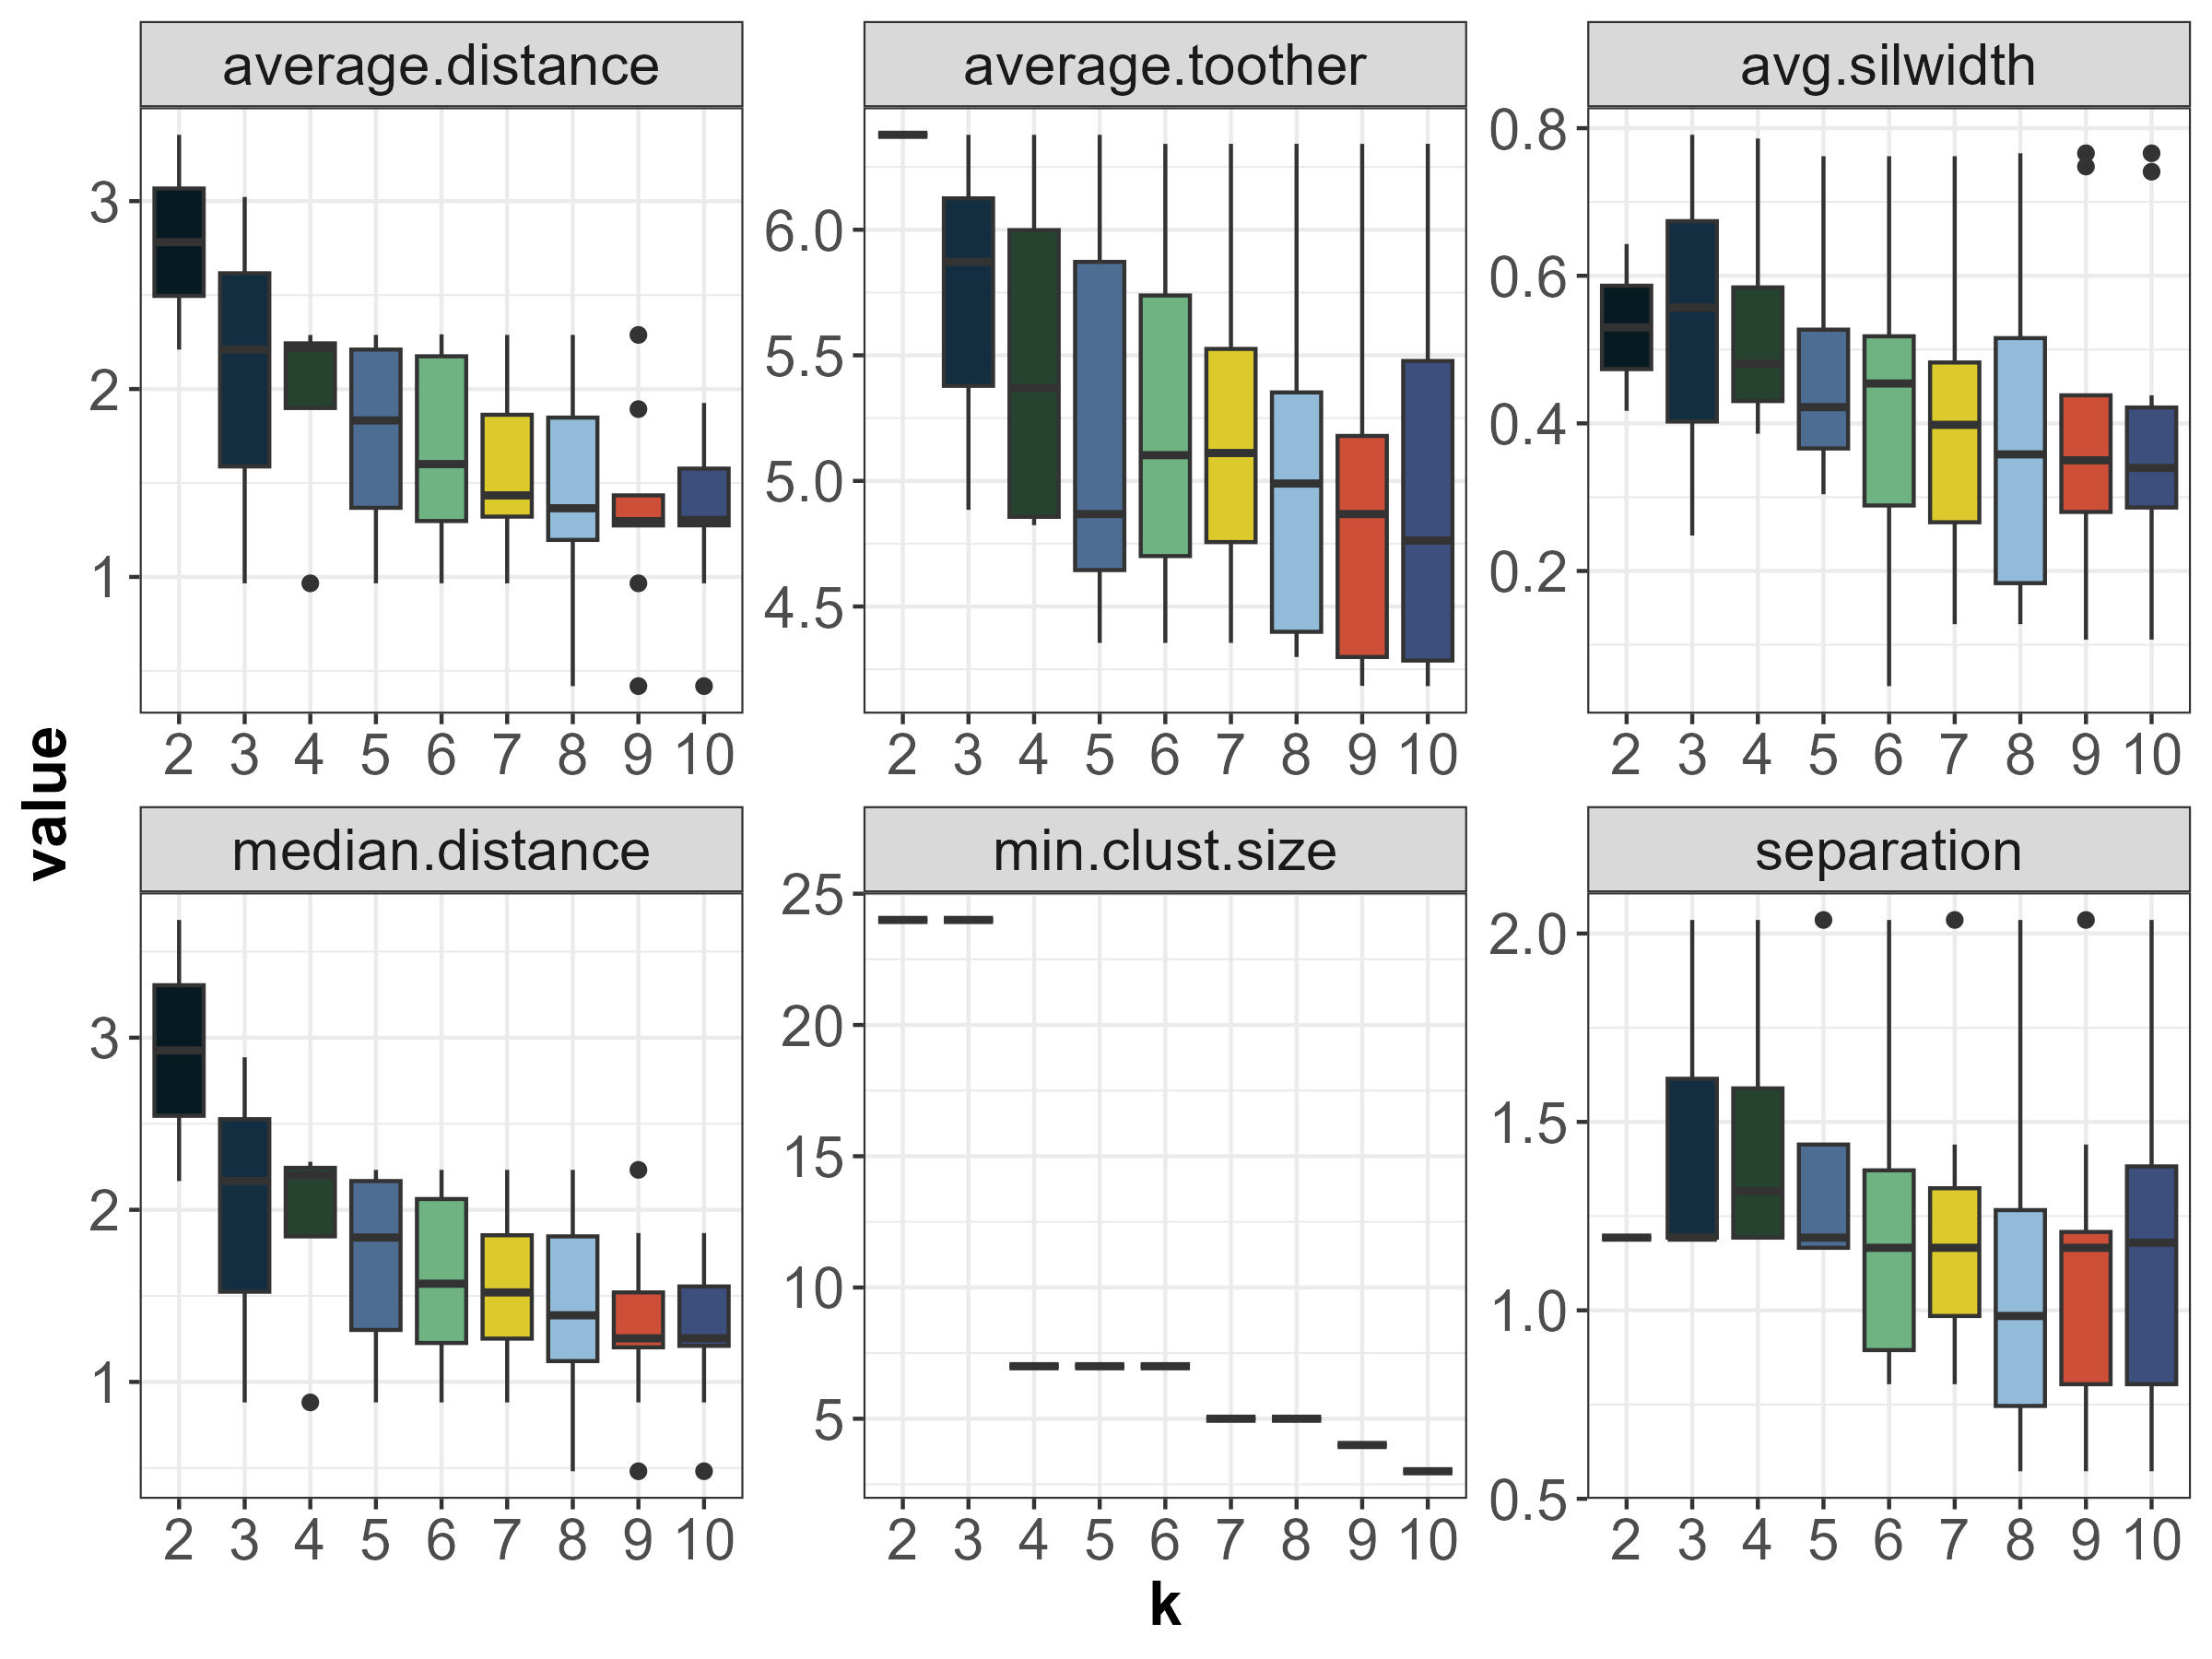 average.distance average.toother avg.silwidth
3
2
1
6.0
5.5
5.0
4.5
0.8
0.6
0.4
0.2
2 3 4 5 6 7 8 9 10
2 3 4 5 6 7 8 9 10
2 3 4 5 6 7 8 9 10
value
median.distance min.clust.size separation
3
2
1
25
20
15
10
5
2.0
1.5
1.0
0.5
2 3 4 5 6 7 8 9 10
2 3 4 5 6 7 8 9 10
2 3 4 5 6 7 8 9 10
k